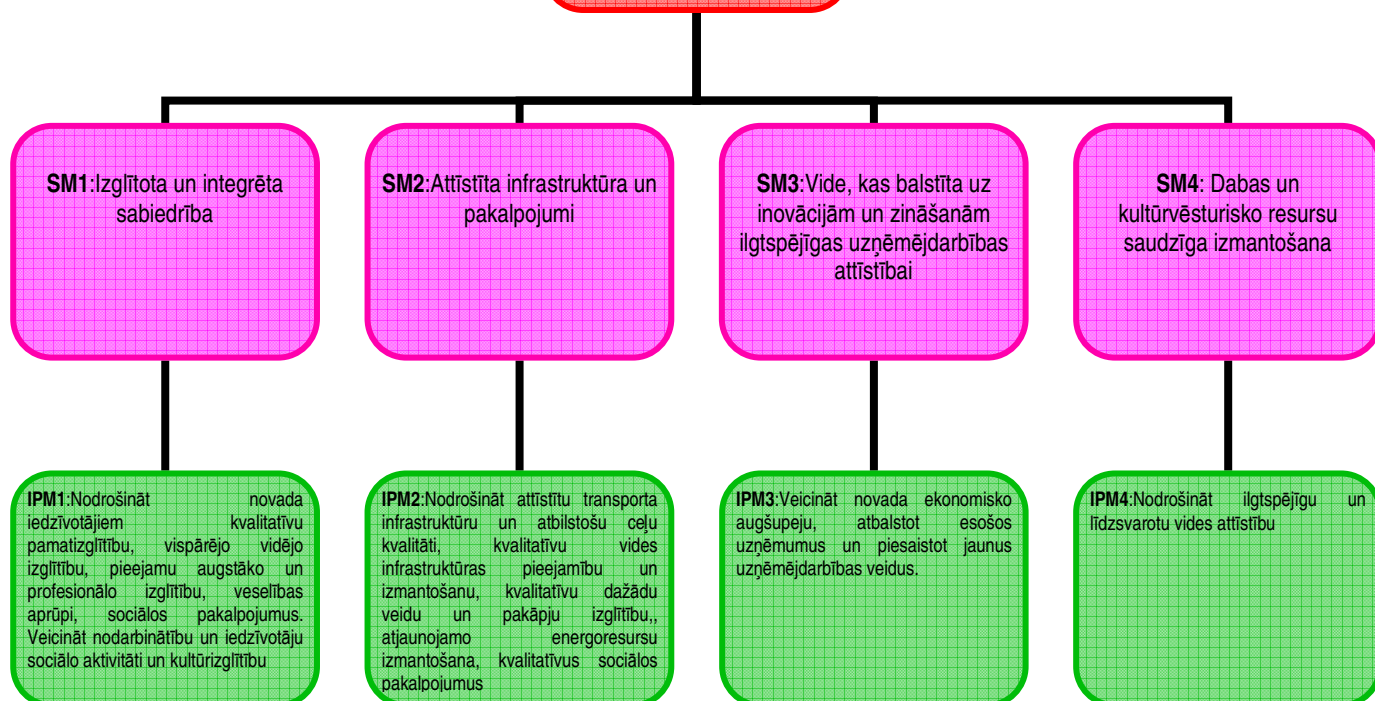 SM1:Izglītota un integrēta
sabiedrība
SM2:Attīstīta infrastruktūra un
pakalpojumi
SM3:Vide, kas balstīta uz
inovācijām un zināšanām
ilgtspējīgas uzņēmējdarbības
attīstībai
SM4: Dabas un
kultūrvēsturisko resursu
saudzīga izmantošana
IPM1:Nodrošināt novada
iedzīvotājiem kvalitatīvu
pamatizglītību, vispārējo vidējo
izglītību, pieejamu augstāko un
profesionālo izglītību, veselības
aprūpi, sociālos pakalpojumus.
Veicināt nodarbinātību un iedzīvotāju
sociālo aktivitāti un kultūrizglītību
IPM2:Nodrošināt attīstītu transporta
infrastruktūru un atbilstošu ceļu
kvalitāti, kvalitatīvu vides
infrastruktūras pieejamību un
izmantošanu, kvalitatīvu dažādu
veidu un pakāpju izglītību,,
atjaunojamo energoresursu
izmantošana, kvalitatīvus sociālos
pakalpojumus
IPM3:Veicināt novada ekonomisko
augšupeju, atbalstot esošos
uzņēmumus un piesaistot jaunus
uzņēmējdarbības veidus.
IPM4:Nodrošināt ilgtspējīgu un
līdzsvarotu vides attīstību